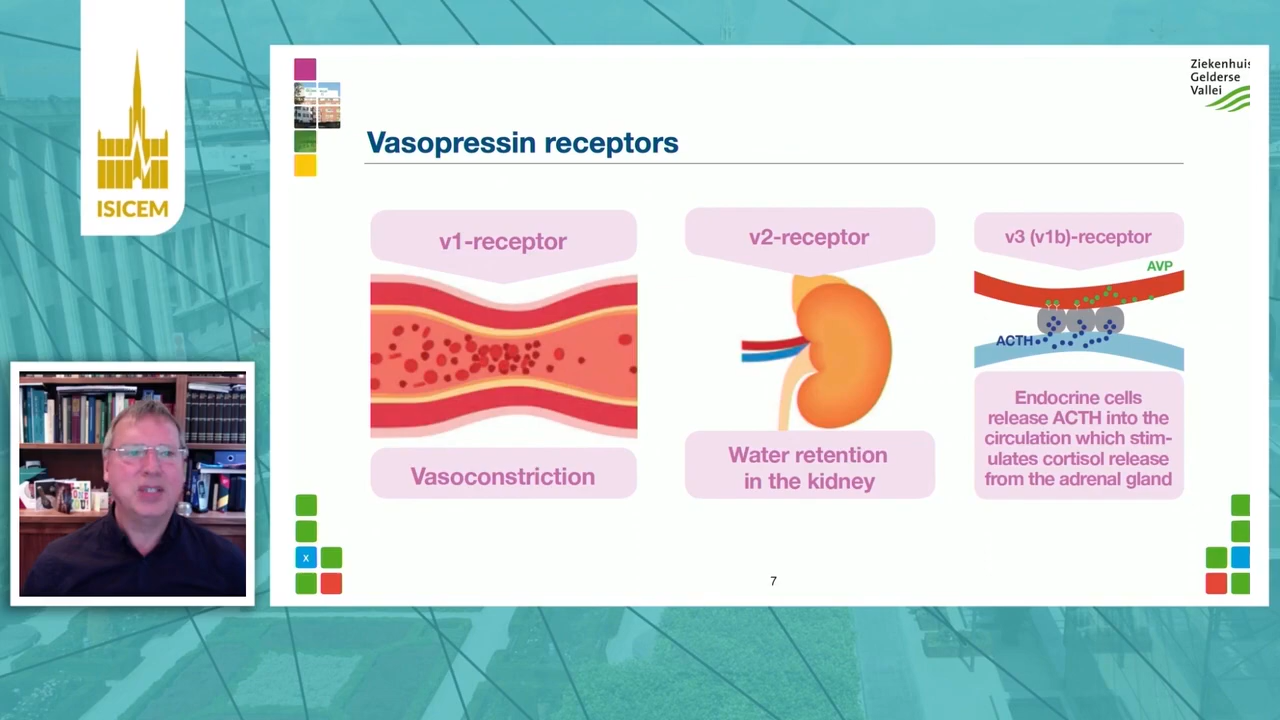 ISICEM
Ziekenhuis
Gelderse
Vallei
Vasopressin receptors
v1-receptor
Vasoconstriction
v2-receptor
Water retention
in the kidney
v3 (v1b)-receptor
AVP
ACTH
Endocrine cells
release ACTH into the
circulation which stim-
ulates cortisol release
from the adrenal gland
x
7